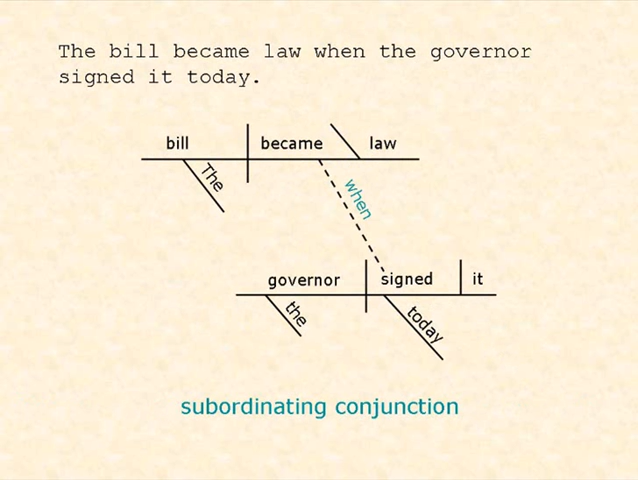 The bill became law when the governor
signed it today.
bill became law
The
when
governor signed it
the today
subordinating conjunction